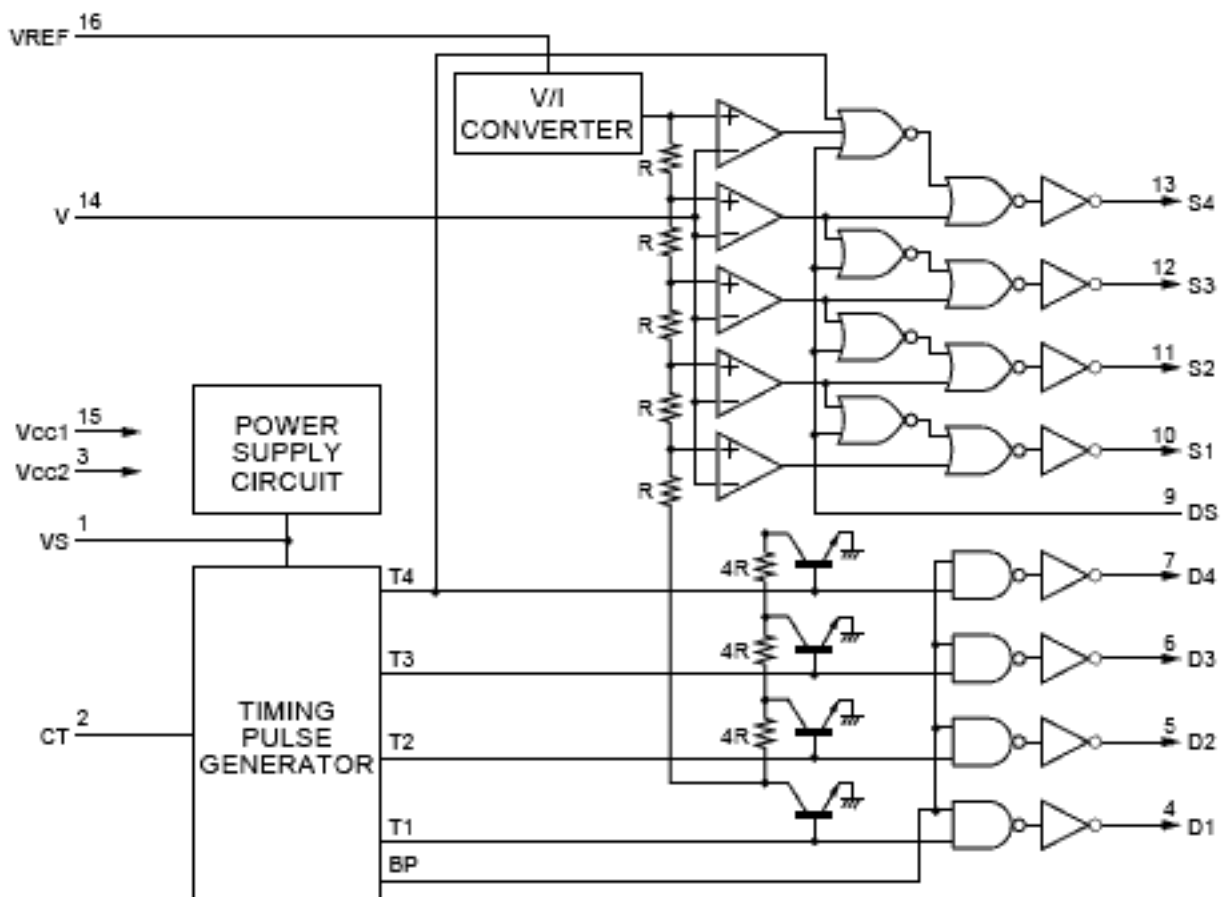 VREF 16
V/I
CONVERTER
+
−
R
13
S4
V 14
+
−
R
12
S3
+
−
R
11
S2
+
−
R
10
S1
+
−
R
9
DS
POWER
SUPPLY
CIRCUIT
Vcc1 15
Vcc2 3
VS 1
T4
4R
7
D4
T3
4R
6
D3
TIMING
PULSE
GENERATOR
CT 2
T2
4R
5
D2
T1
4
D1
BP